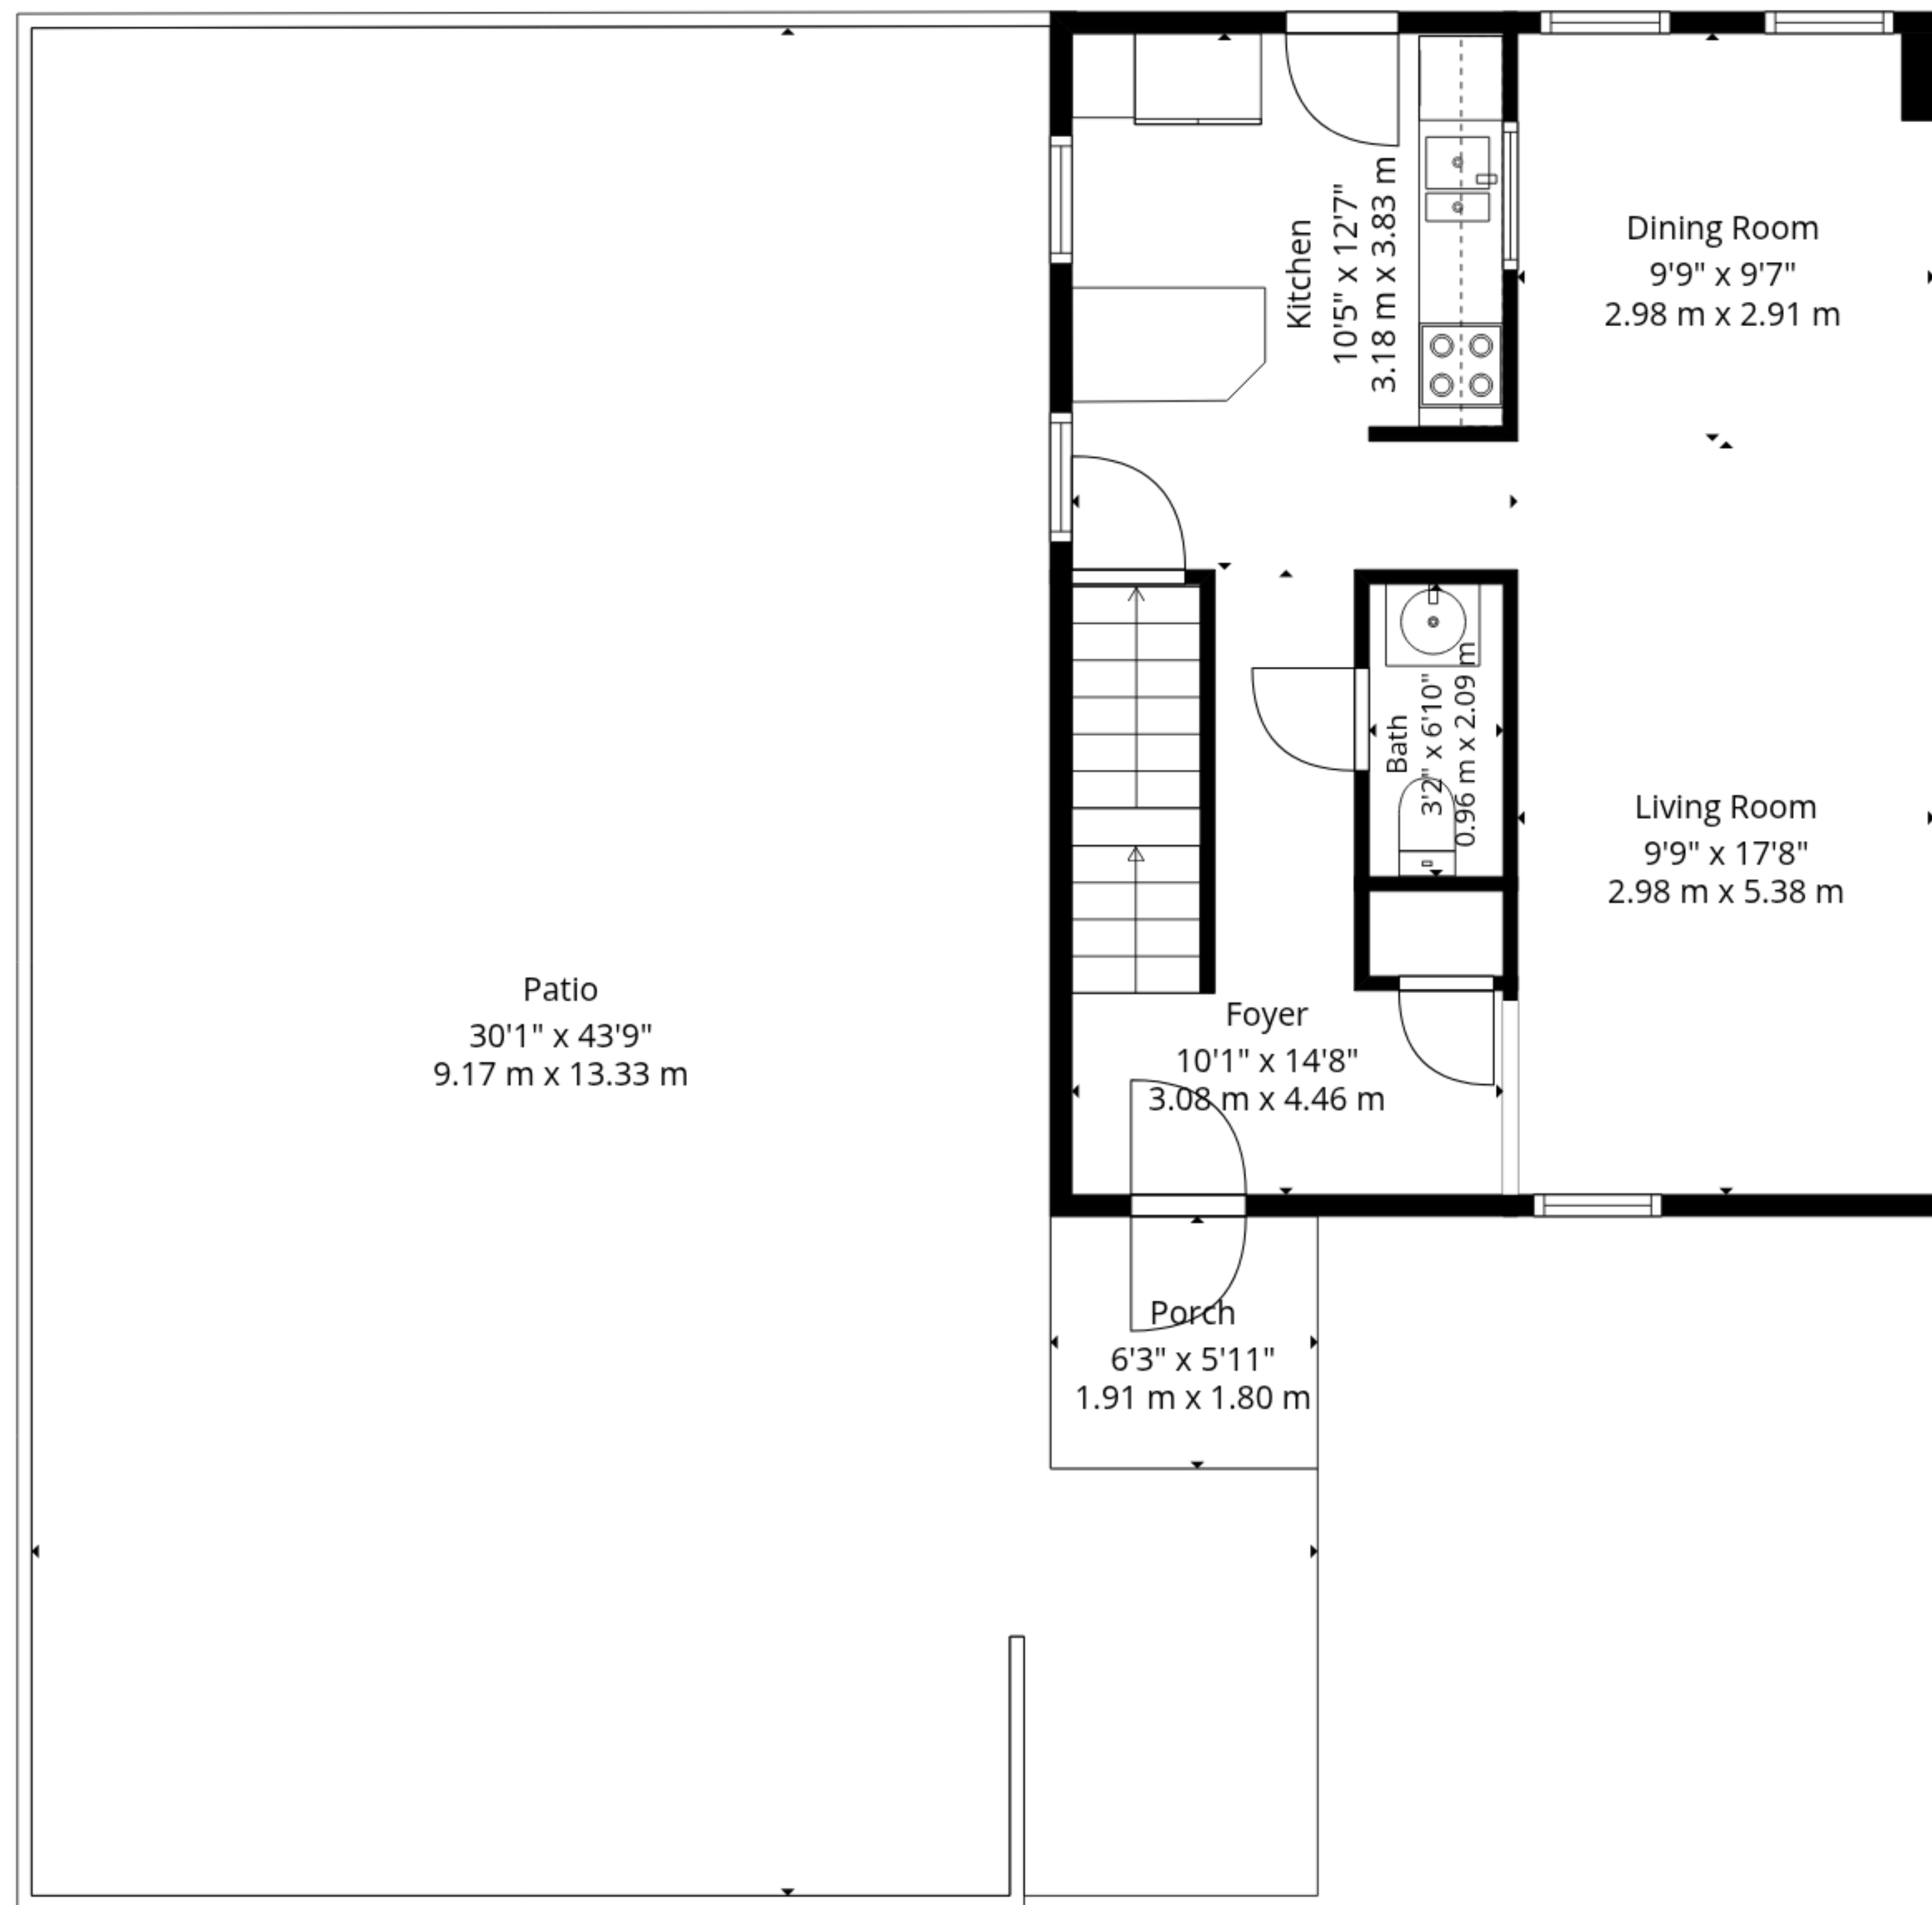 Kitchen
10'5" x 12'7"
3.18 m x 3.83 m
Dining Room
9'9" x 9'7"
2.98 m x 2.91 m
Bath
3'2" x 6'10"
0.96 m x 2.09 m
Living Room
9'9" x 17'8"
2.98 m x 5.38 m
Patio
30'1" x 43'9"
9.17 m x 13.33 m
Foyer
10'1" x 14'8"
3.08 m x 4.46 m
Porch
6'3" x 5'11"
1.91 m x 1.80 m